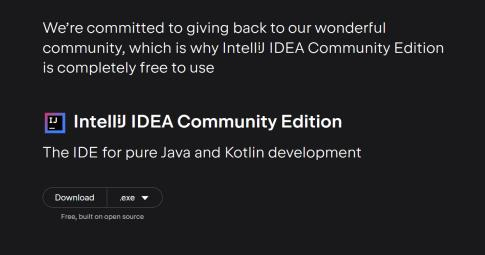 We're committed to giving back to our wonderful
community, which is why IntelliJ IDEA Community Edition
is completely free to use
IJ
IntelliJ IDEA Community Edition
The IDE for pure Java and Kotlin development
Download .exe
Free, built on open source